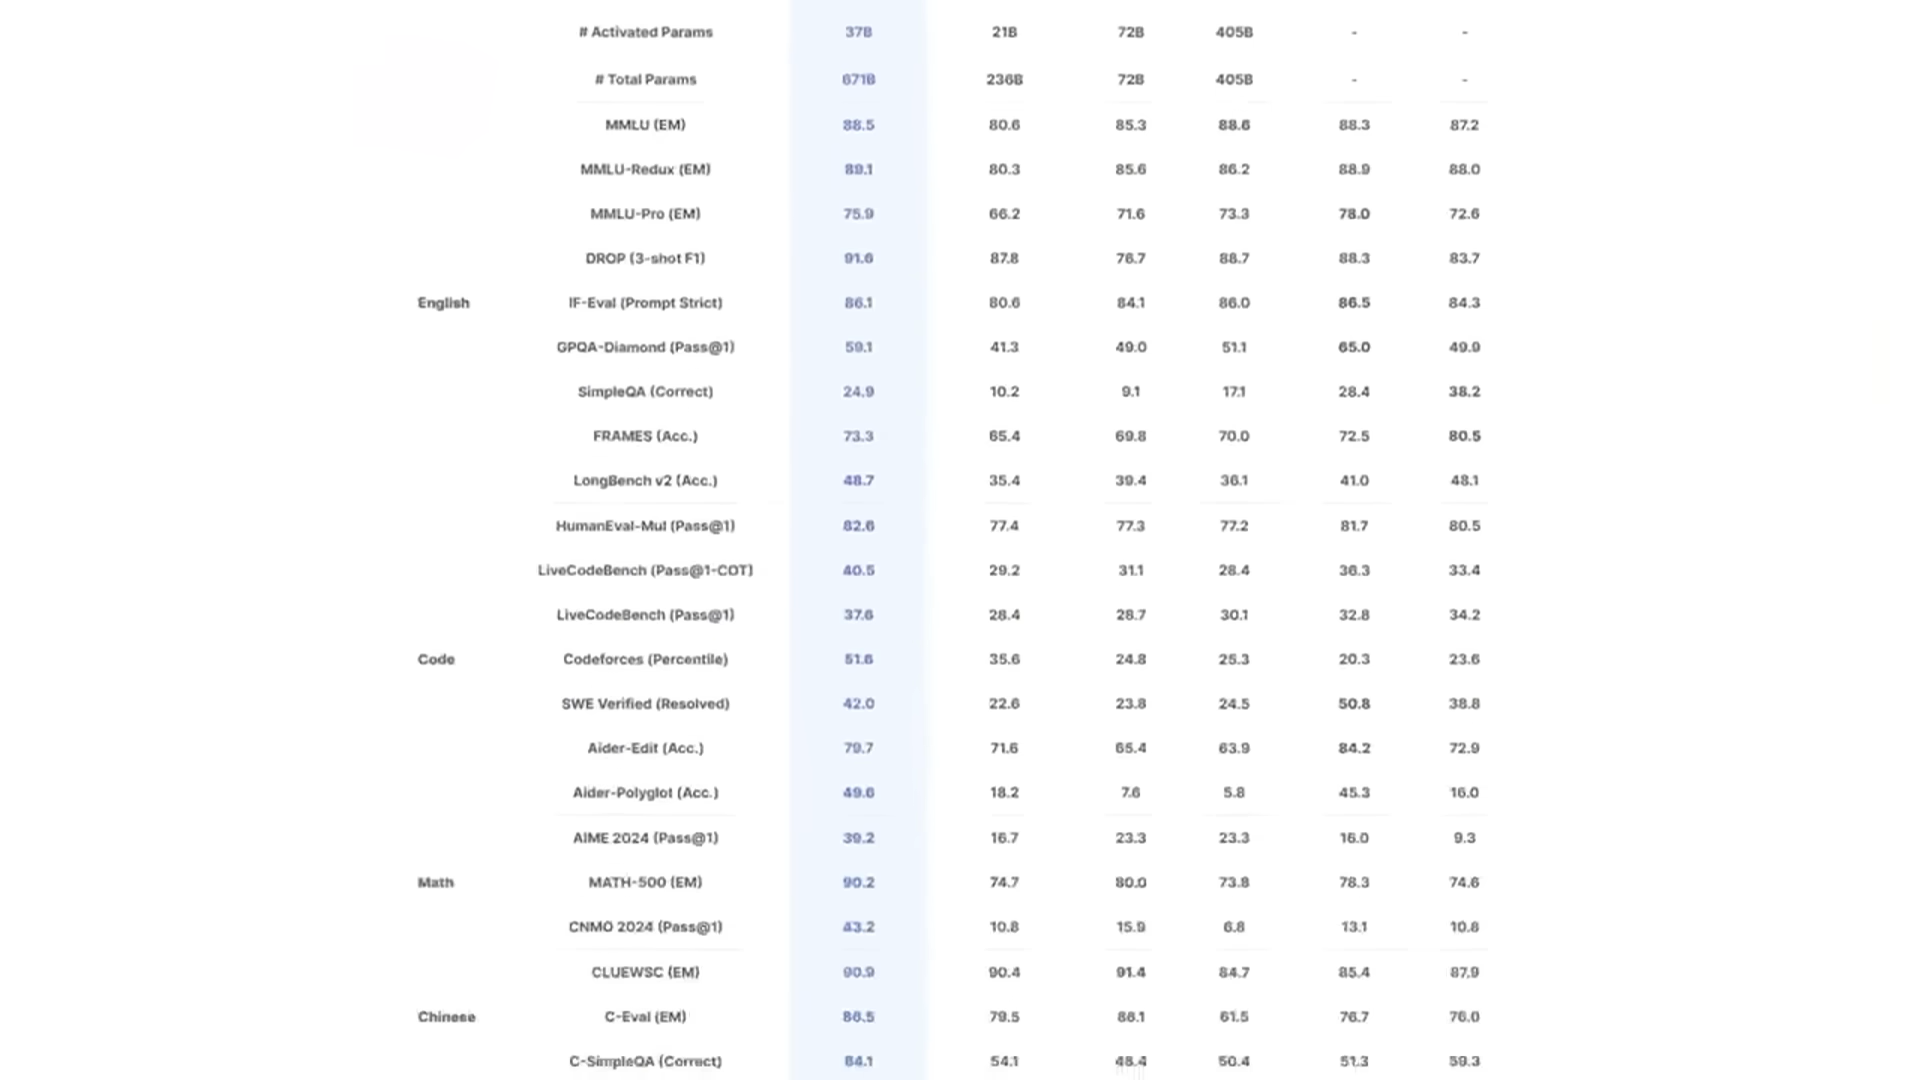 # Activated Params 37B 21B 72B 405B - -
# Total Params 671B 236B 72B 405B - -
MMLU (EM) 88.5 80.6 85.3 88.6 88.3 87.2
MMLU-Redux (EM) 89.1 80.3 85.6 86.2 88.9 88.0
MMLU-Pro (EM) 75.9 66.2 71.6 73.3 78.0 72.6
DROP (3-shot F1) 91.6 87.8 76.7 88.7 88.3 83.7
English IF-Eval (Prompt Strict) 86.1 80.6 84.1 86.0 86.5 84.3
GPQA-Diamond (Pass@1) 59.1 41.3 49.0 51.1 65.0 49.9
SimpleQA (Correct) 24.9 10.2 9.1 17.1 28.4 38.2
FRAMES (Acc.) 73.3 65.4 69.8 70.0 72.5 80.5
LongBench v2 (Acc.) 48.7 35.4 39.4 36.1 41.0 48.1
HumanEval-Mul (Pass@1) 82.6 77.4 77.3 77.2 81.7 80.5
LiveCodeBench (Pass@1-COT) 40.5 29.2 31.1 28.4 36.3 33.4
LiveCodeBench (Pass@1) 37.6 28.4 28.7 30.1 32.8 34.2
Code Codeforces (Percentile) 51.6 35.6 24.8 25.3 20.3 23.6
SWE Verified (Resolved) 42.0 22.6 23.8 24.5 50.8 38.8
Aider-Edit (Acc.) 79.7 71.6 65.4 63.9 84.2 72.9
Aider-Polyglot (Acc.) 49.6 18.2 7.6 5.8 45.3 16.0
AIME 2024 (Pass@1) 39.2 16.7 23.3 23.3 16.0 9.3
Math MATH-500 (EM) 90.2 74.7 80.0 73.8 78.3 74.6
CNMO 2024 (Pass@1) 43.2 10.8 15.9 6.8 13.1 10.8
CLUEWSC (EM) 90.9 90.4 91.4 84.7 85.4 87.9
Chinese C-Eval (EM) 86.5 79.5 86.1 61.5 76.7 76.0
C-SimpleQA (Correct) 64.1 54.1 48.4 50.4 51.3 59.3